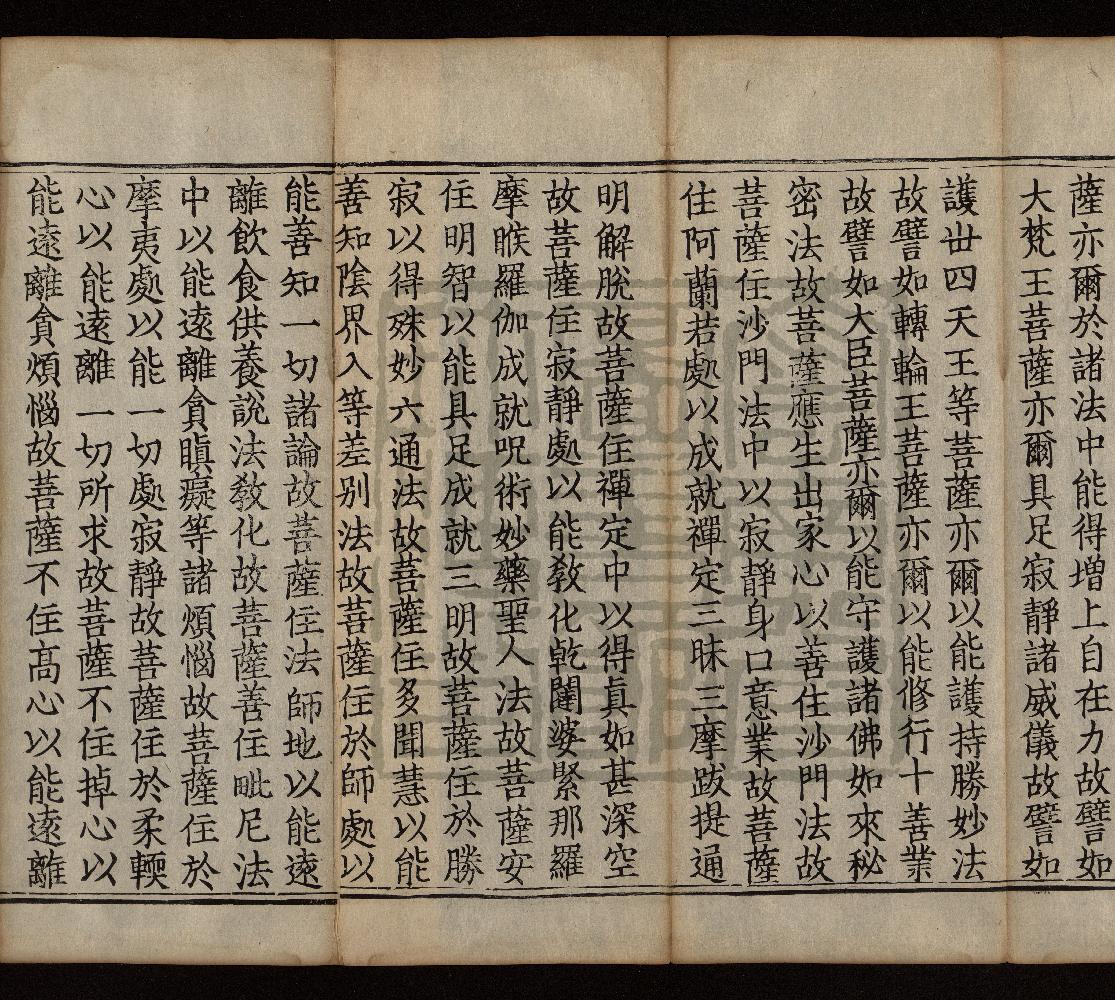 薩亦爾於諸法中能得增上自在力故譬如
大梵王菩薩亦爾具足寂靜諸威儀故譬如
護丗四天王等菩薩亦爾以能護持勝妙法
故譬如轉輪王菩薩亦爾以能修行十善業
故譬如大臣菩薩亦爾以能守護諸佛如來秘
密法故菩薩應生出家心以善住沙門法故
菩薩住沙門法中以寂靜身口意業故菩薩
住阿蘭若處以成就禪定三昧三摩跋提通
明解脫故菩薩住禪定中以得眞如甚深空
故菩薩住寂靜處以能教化乾闥婆緊那羅
摩睺羅伽成就呪術妙藥聖人法故菩薩安
住明智以能具足成就三明故菩薩住於勝
寂以得殊妙六通法故菩薩住多聞慧以能
善知陰界入等差别法故菩薩住於師處以
能善知一切諸論故菩薩住法師地以能遠
離飲食供養說法教化故菩薩善住毗尼法
中以能遠離貪瞋癡等諸煩惱故菩薩住於
摩夷處以能一切處寂靜故菩薩住於柔輭
心以能遠離一切所求故菩薩不住掉心以
能遠離貪煩惱故菩薩不住髙心以能遠離